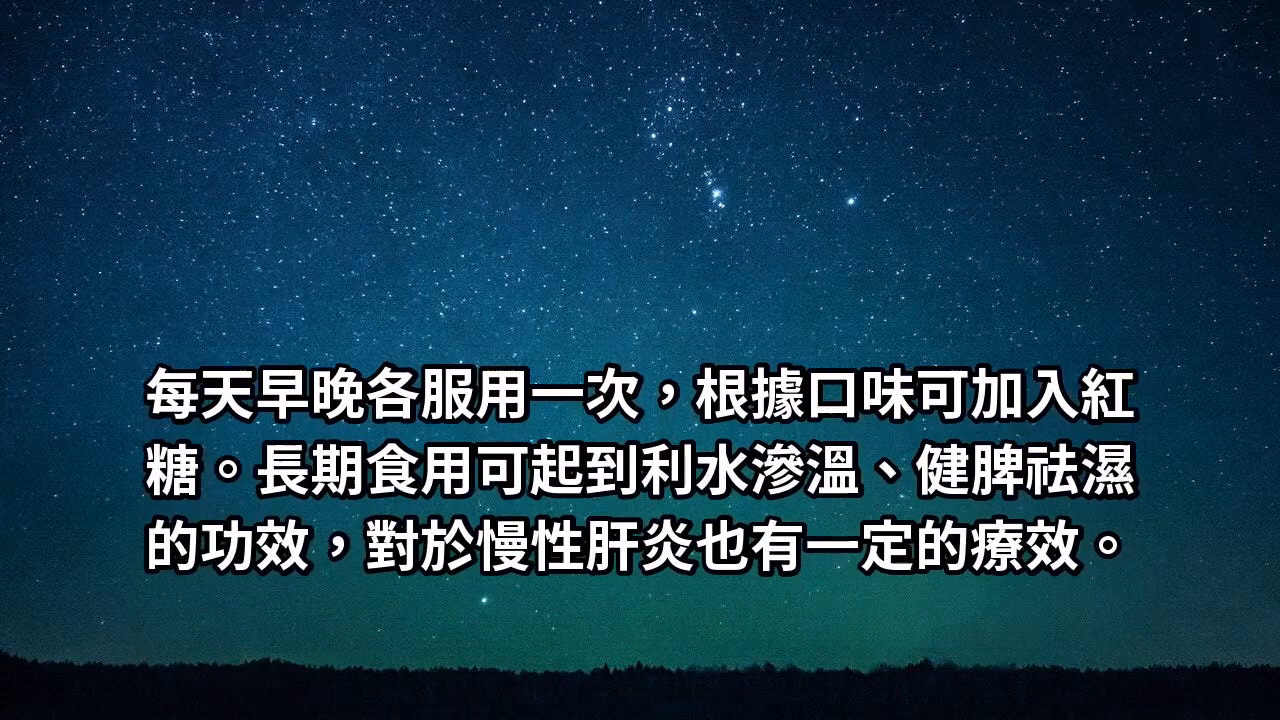 每天早晚各服用一次，根據口味可加入紅
糖。長期食用可起到利水滲溫、健脾祛濕
的功效，對於慢性肝炎也有一定的療效。